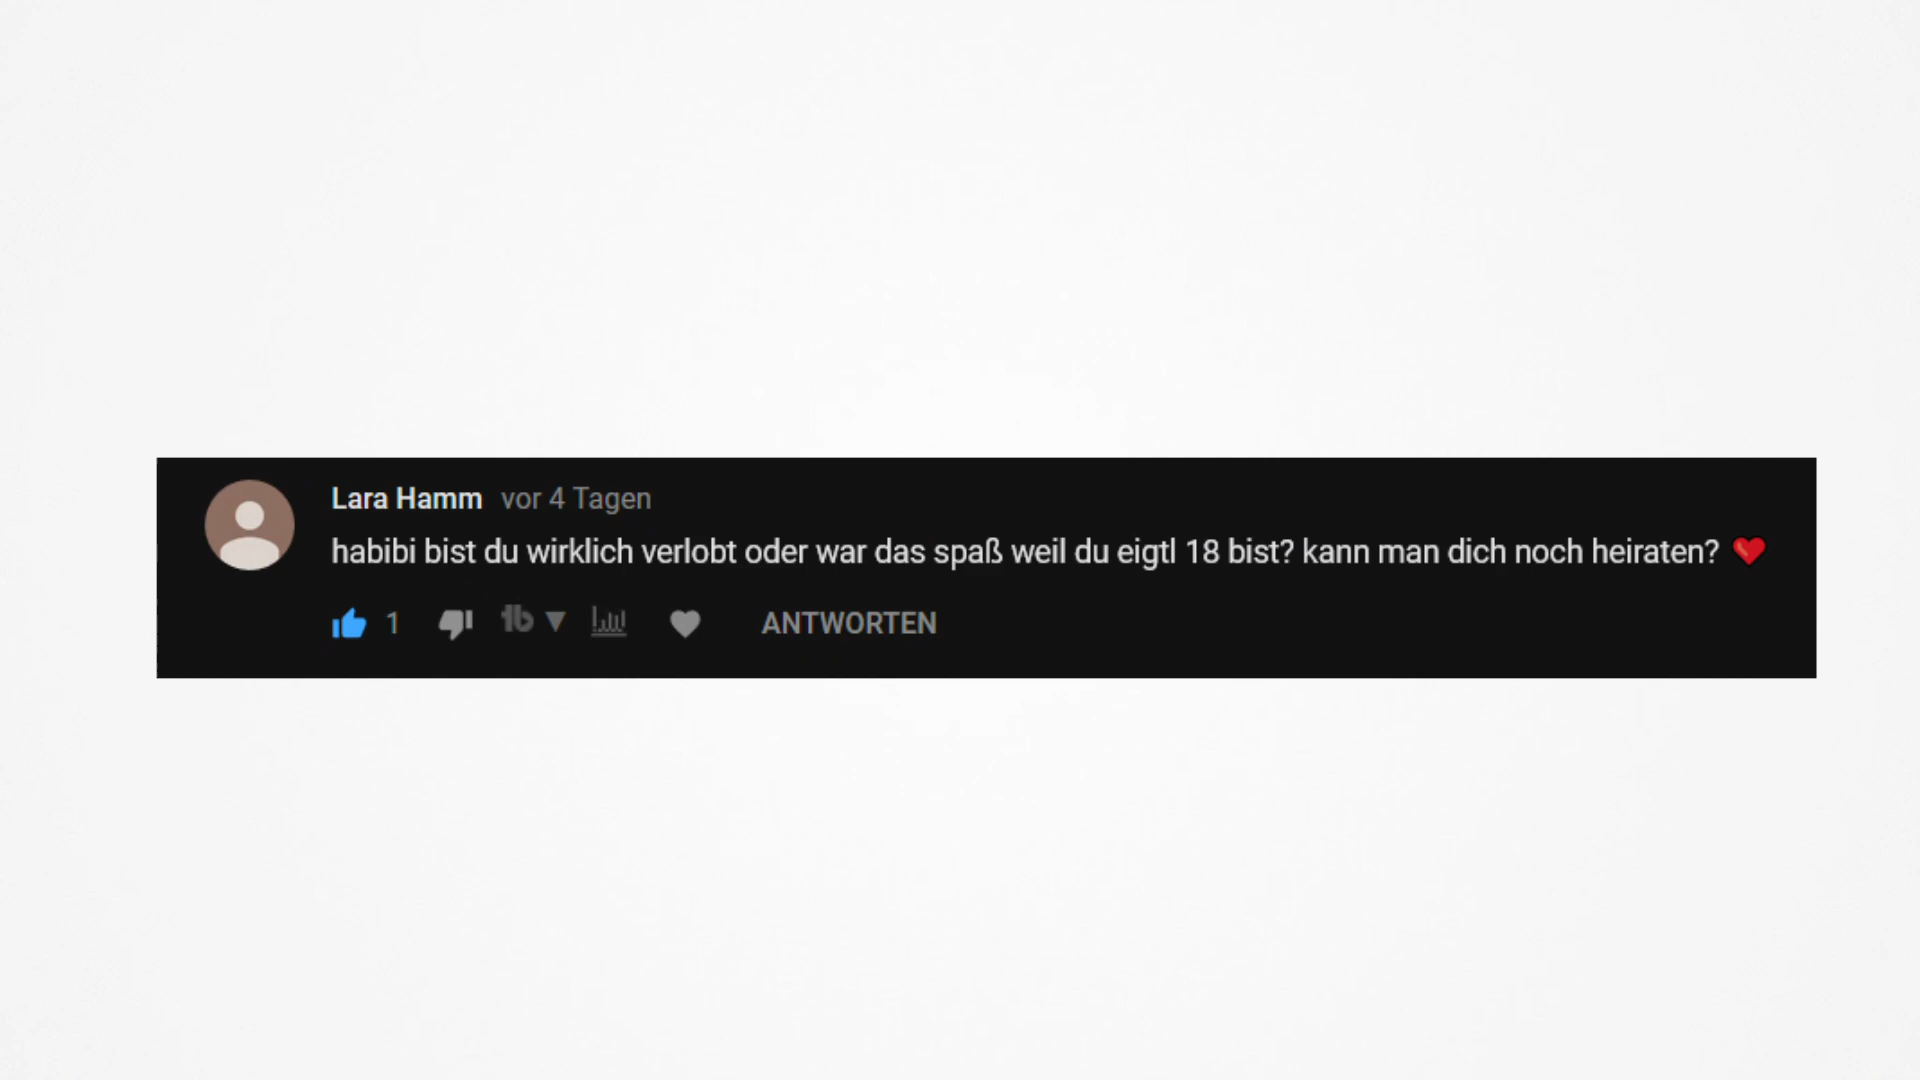 Lara Hamm vor 4 Tagen
habibi bist du wirklich verlobt oder war das spaß weil du eigtl 18 bist? kann man dich noch heiraten? ❤️
1 tb ▼ ANTWORTEN